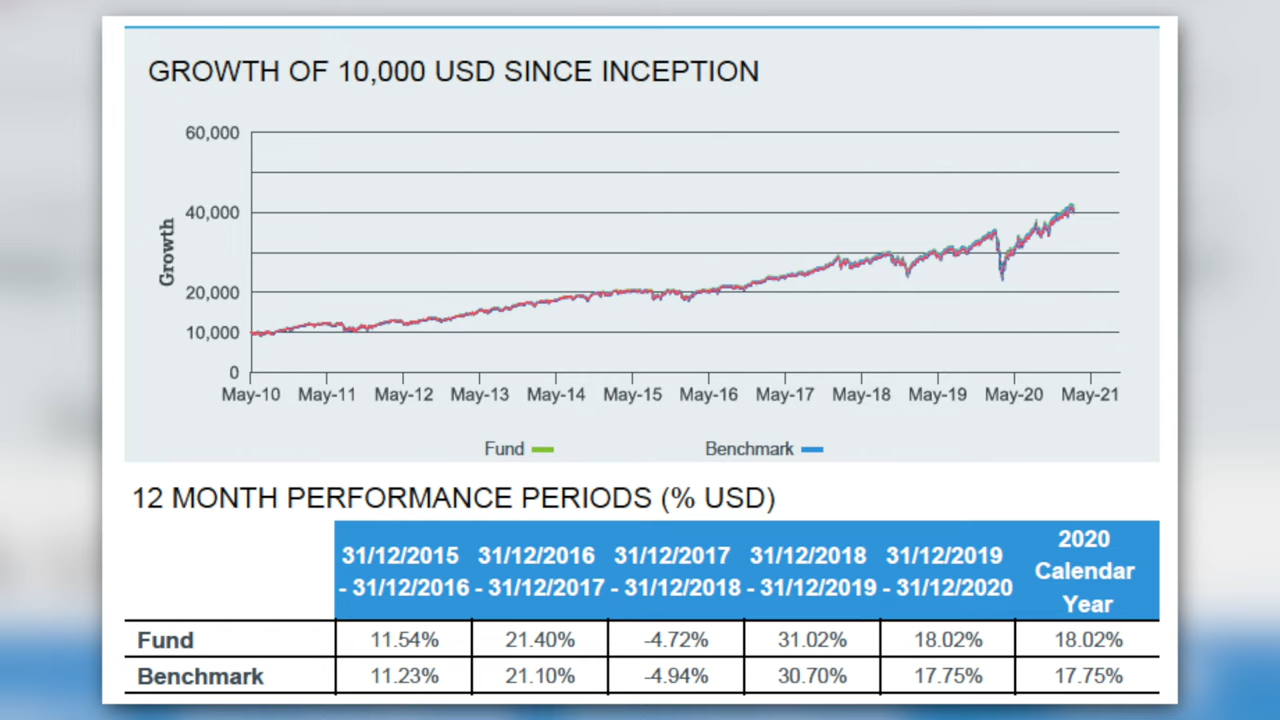 GROWTH OF 10,000 USD SINCE INCEPTION
60,000
40,000
20,000
10,000
0
Growth
May-10 May-11 May-12 May-13 May-14 May-15 May-16 May-17 May-18 May-19 May-20 May-21
Fund Benchmark
12 MONTH PERFORMANCE PERIODS (% USD)
31/12/2015 - 31/12/2016 31/12/2016 - 31/12/2017 31/12/2017 - 31/12/2018 31/12/2018 - 31/12/2019 31/12/2019 - 31/12/2020 2020 Calendar Year
Fund 11.54% 21.40% -4.72% 31.02% 18.02% 18.02%
Benchmark 11.23% 21.10% -4.94% 30.70% 17.75% 17.75%